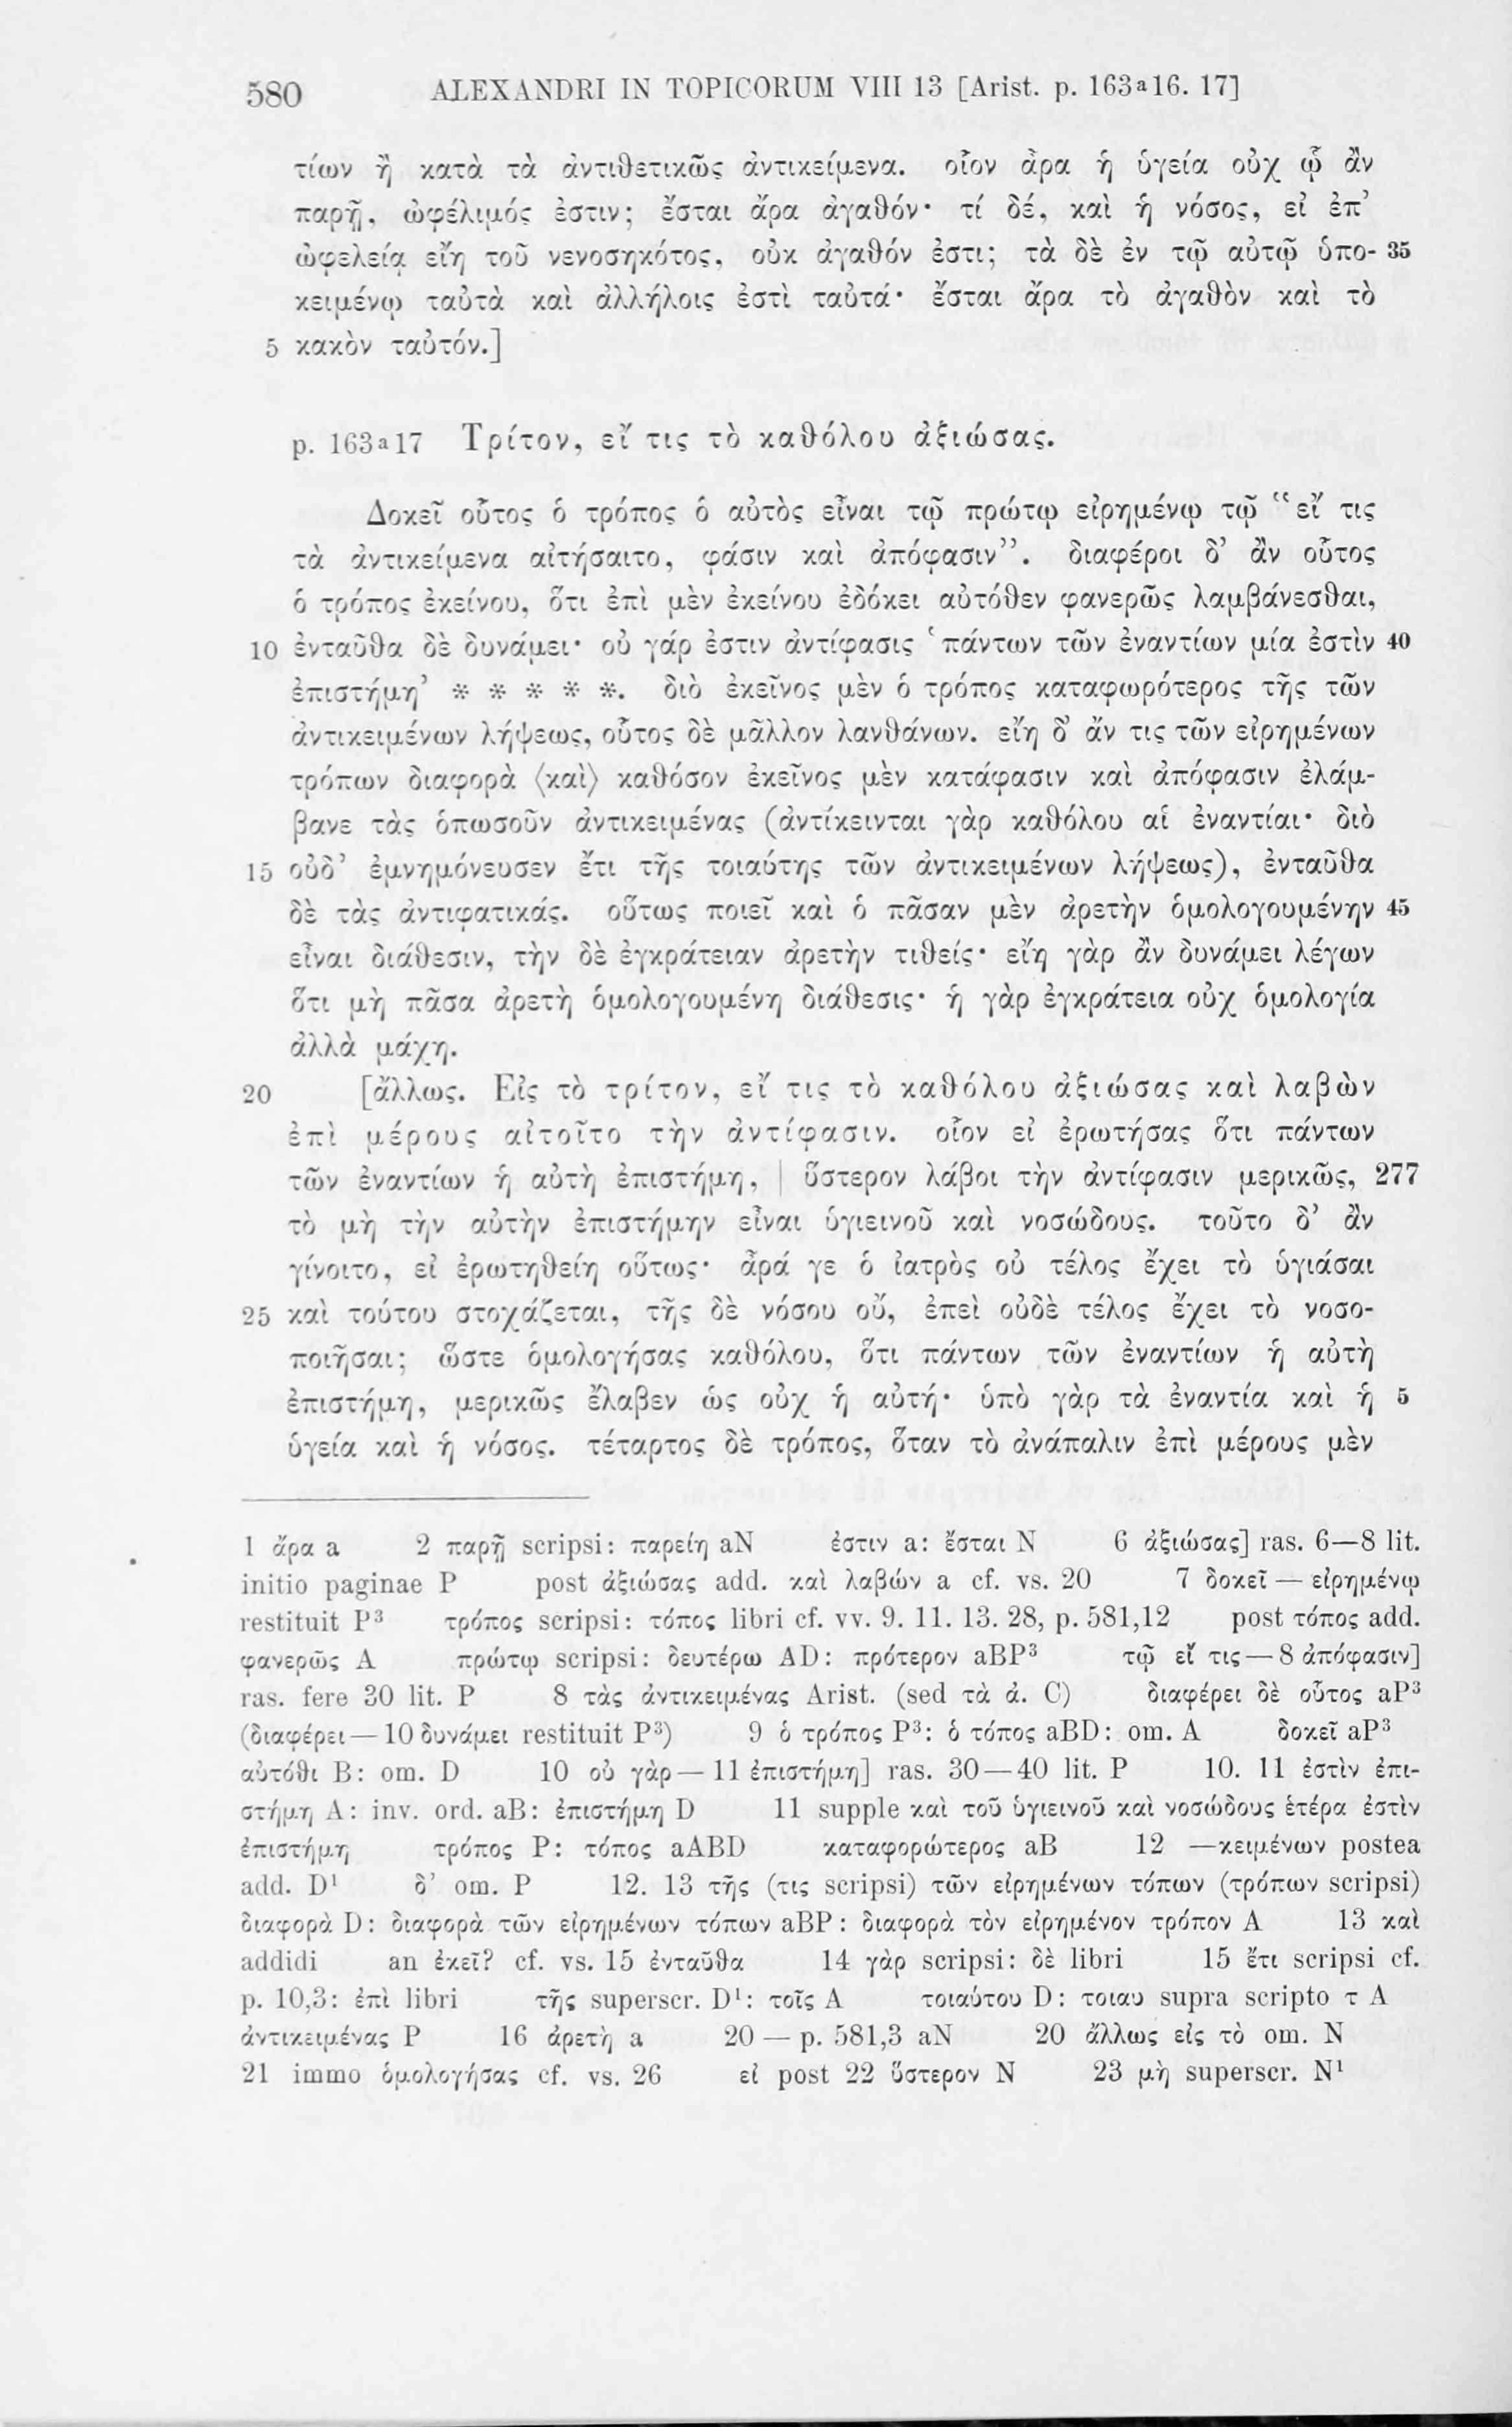 580 ALEXANDRI IN TOPICORUM VIII 13 [Arist. p. 163a16. 17]
τίων ἢ κατὰ τὰ ἀντιθετικῶς ἀντικείμενα. οἷον ἆρα ἡ ὑγεία οὐχ ᾧ ἂν
παρῇ, ὠφέλιμός ἐστιν; ἔσται ἄρα ἀγαθόν· τί δέ, καὶ ἡ νόσος, εἰ ἐπ’
ὠφελείᾳ εἴη τοῦ νενοσηκότος, οὐκ ἀγαθόν ἐστι; τὰ δὲ ἐν τῷ αὐτῷ ὑπο- 35
κειμένῳ ταὐτὰ καὶ ἀλλήλοις ἐστὶ ταὐτά· ἔσται ἄρα τὸ ἀγαθὸν καὶ τὸ
5 κακὸν ταὐτόν.]
p. 163a17 Τρίτον, εἴ τις τὸ καθόλου ἀξιώσας.
Δοκεῖ οὗτος ὁ τρόπος ὁ αὐτὸς εἶναι τῷ πρώτῳ εἰρημένῳ τῷ “εἴ τις
τὰ ἀντικείμενα αἰτήσαιτο, φάσιν καὶ ἀπόφασιν”. διαφέροι δ’ ἂν οὗτος
ὁ τρόπος ἐκείνου, ὅτι ἐπὶ μὲν ἐκείνου ἐδόκει αὐτόθεν φανερῶς λαμβάνεσθαι,
10 ἐνταῦθα δὲ δυνάμει· οὐ γάρ ἐστιν ἀντίφασις ‘πάντων τῶν ἐναντίων μία ἐστὶν 40
ἐπιστήμη’ * * * * *. διὸ ἐκεῖνος μὲν ὁ τρόπος καταφωρότερος τῆς τῶν
ἀντικειμένων λήψεως, οὗτος δὲ μᾶλλον λανθάνων. εἴη δ’ ἄν τις τῶν εἰρημένων
τρόπων διαφορὰ ⟨καὶ⟩ καθόσον ἐκεῖνος μὲν κατάφασιν καὶ ἀπόφασιν ἐλάμ-
βανε τὰς ὁπωσοῦν ἀντικειμένας (ἀντίκεινται γὰρ καθόλου αἱ ἐναντίαι· διὸ
15 οὐδ’ ἐμνημόνευσεν ἔτι τῆς τοιαύτης τῶν ἀντικειμένων λήψεως), ἐνταῦθα
δὲ τὰς ἀντιφατικάς. οὕτως ποιεῖ καὶ ὁ πᾶσαν μὲν ἀρετὴν ὁμολογουμένην 45
εἶναι διάθεσιν, τὴν δὲ ἐγκράτειαν ἀρετὴν τιθείς· εἴη γὰρ ἂν δυνάμει λέγων
ὅτι μὴ πᾶσα ἀρετὴ ὁμολογουμένη διάθεσις· ἡ γὰρ ἐγκράτεια οὐχ ὁμολογία
ἀλλὰ μάχη.
20 [ἄλλως. Εἰς τὸ τρίτον, εἴ τις τὸ καθόλου ἀξιώσας καὶ λαβὼν
ἐπὶ μέρους αἰτοῖτο τὴν ἀντίφασιν. οἷον εἰ ἐρωτήσας ὅτι πάντων
τῶν ἐναντίων ἡ αὐτὴ ἐπιστήμη, | ὕστερον λάβοι τὴν ἀντίφασιν μερικῶς, 277
τὸ μὴ τὴν αὐτὴν ἐπιστήμην εἶναι ὑγιεινοῦ καὶ νοσώδους. τοῦτο δ’ ἂν
γίνοιτο, εἰ ἐρωτηθείη οὕτως· ἆρά γε ὁ ἰατρὸς οὐ τέλος ἔχει τὸ ὑγιάσαι
25 καὶ τούτου στοχάζεται, τῆς δὲ νόσου οὔ, ἐπεὶ οὐδὲ τέλος ἔχει τὸ νοσο-
ποιῆσαι; ὥστε ὁμολογήσας καθόλου, ὅτι πάντων τῶν ἐναντίων ἡ αὐτὴ
ἐπιστήμη, μερικῶς ἔλαβεν ὡς οὐχ ἡ αὐτή· ὑπὸ γὰρ τὰ ἐναντία καὶ ἡ 5
ὑγεία καὶ ἡ νόσος. τέταρτος δὲ τρόπος, ὅταν τὸ ἀνάπαλιν ἐπὶ μέρους μὲν
1 ἄρα a 2 παρῇ scripsi: παρείη aN ἐστιν a: ἔσται N 6 ἀξιώσας] ras. 6—8 lit.
initio paginae P post ἀξιώσας add. καὶ λαβών a cf. vs. 20 7 δοκεῖ — εἰρημένῳ
restituit P³ τρόπος scripsi: τόπος libri cf. vv. 9. 11. 13. 28, p. 581,12 post τόπος add.
φανερῶς A πρώτῳ scripsi: δευτέρω AD: πρότερον aBP³ τῷ εἴ τις — 8 ἀπόφασιν]
ras. fere 30 lit. P 8 τὰς ἀντικειμένας Arist. (sed τὰ ἀ. C) διαφέρει δὲ οὗτος aP³
(διαφέρει — 10 δυνάμει restituit P³) 9 ὁ τρόπος P³: ὁ τόπος aBD: om. A δοκεῖ aP³
αὐτόθι B: om. D 10 οὐ γὰρ — 11 ἐπιστήμη] ras. 30—40 lit. P 10. 11 ἐστὶν ἐπι-
στήμη A: inv. ord. aB: ἐπιστήμη D 11 supple καὶ τοῦ ὑγιεινοῦ καὶ νοσώδους ἑτέρα ἐστὶν
ἐπιστήμη τρόπος P: τόπος aABD καταφορώτερος aB 12 —κειμένων postea
add. D¹ δ’ om. P 12. 13 τῆς (τις scripsi) τῶν εἰρημένων τόπων (τρόπων scripsi)
διαφορὰ D: διαφορὰ τῶν εἰρημένων τόπων aBP: διαφορὰ τὸν εἰρημένον τρόπον A 13 καὶ
addidi an ἐκεῖ? cf. vs. 15 ἐνταῦθα 14 γὰρ scripsi: δὲ libri 15 ἔτι scripsi cf.
p. 10,3: ἐπὶ libri τῆς superscr. D¹: τοῖς A τοιαύτου D: τοιαυ supra scripto τ A
ἀντικειμένας P 16 ἀρετὴ a 20 — p. 581,3 aN 20 ἄλλως εἰς τὸ om. N
21 immo ὁμολογήσας cf. vs. 26 εἰ post 22 ὕστερον N 23 μὴ superscr. N¹